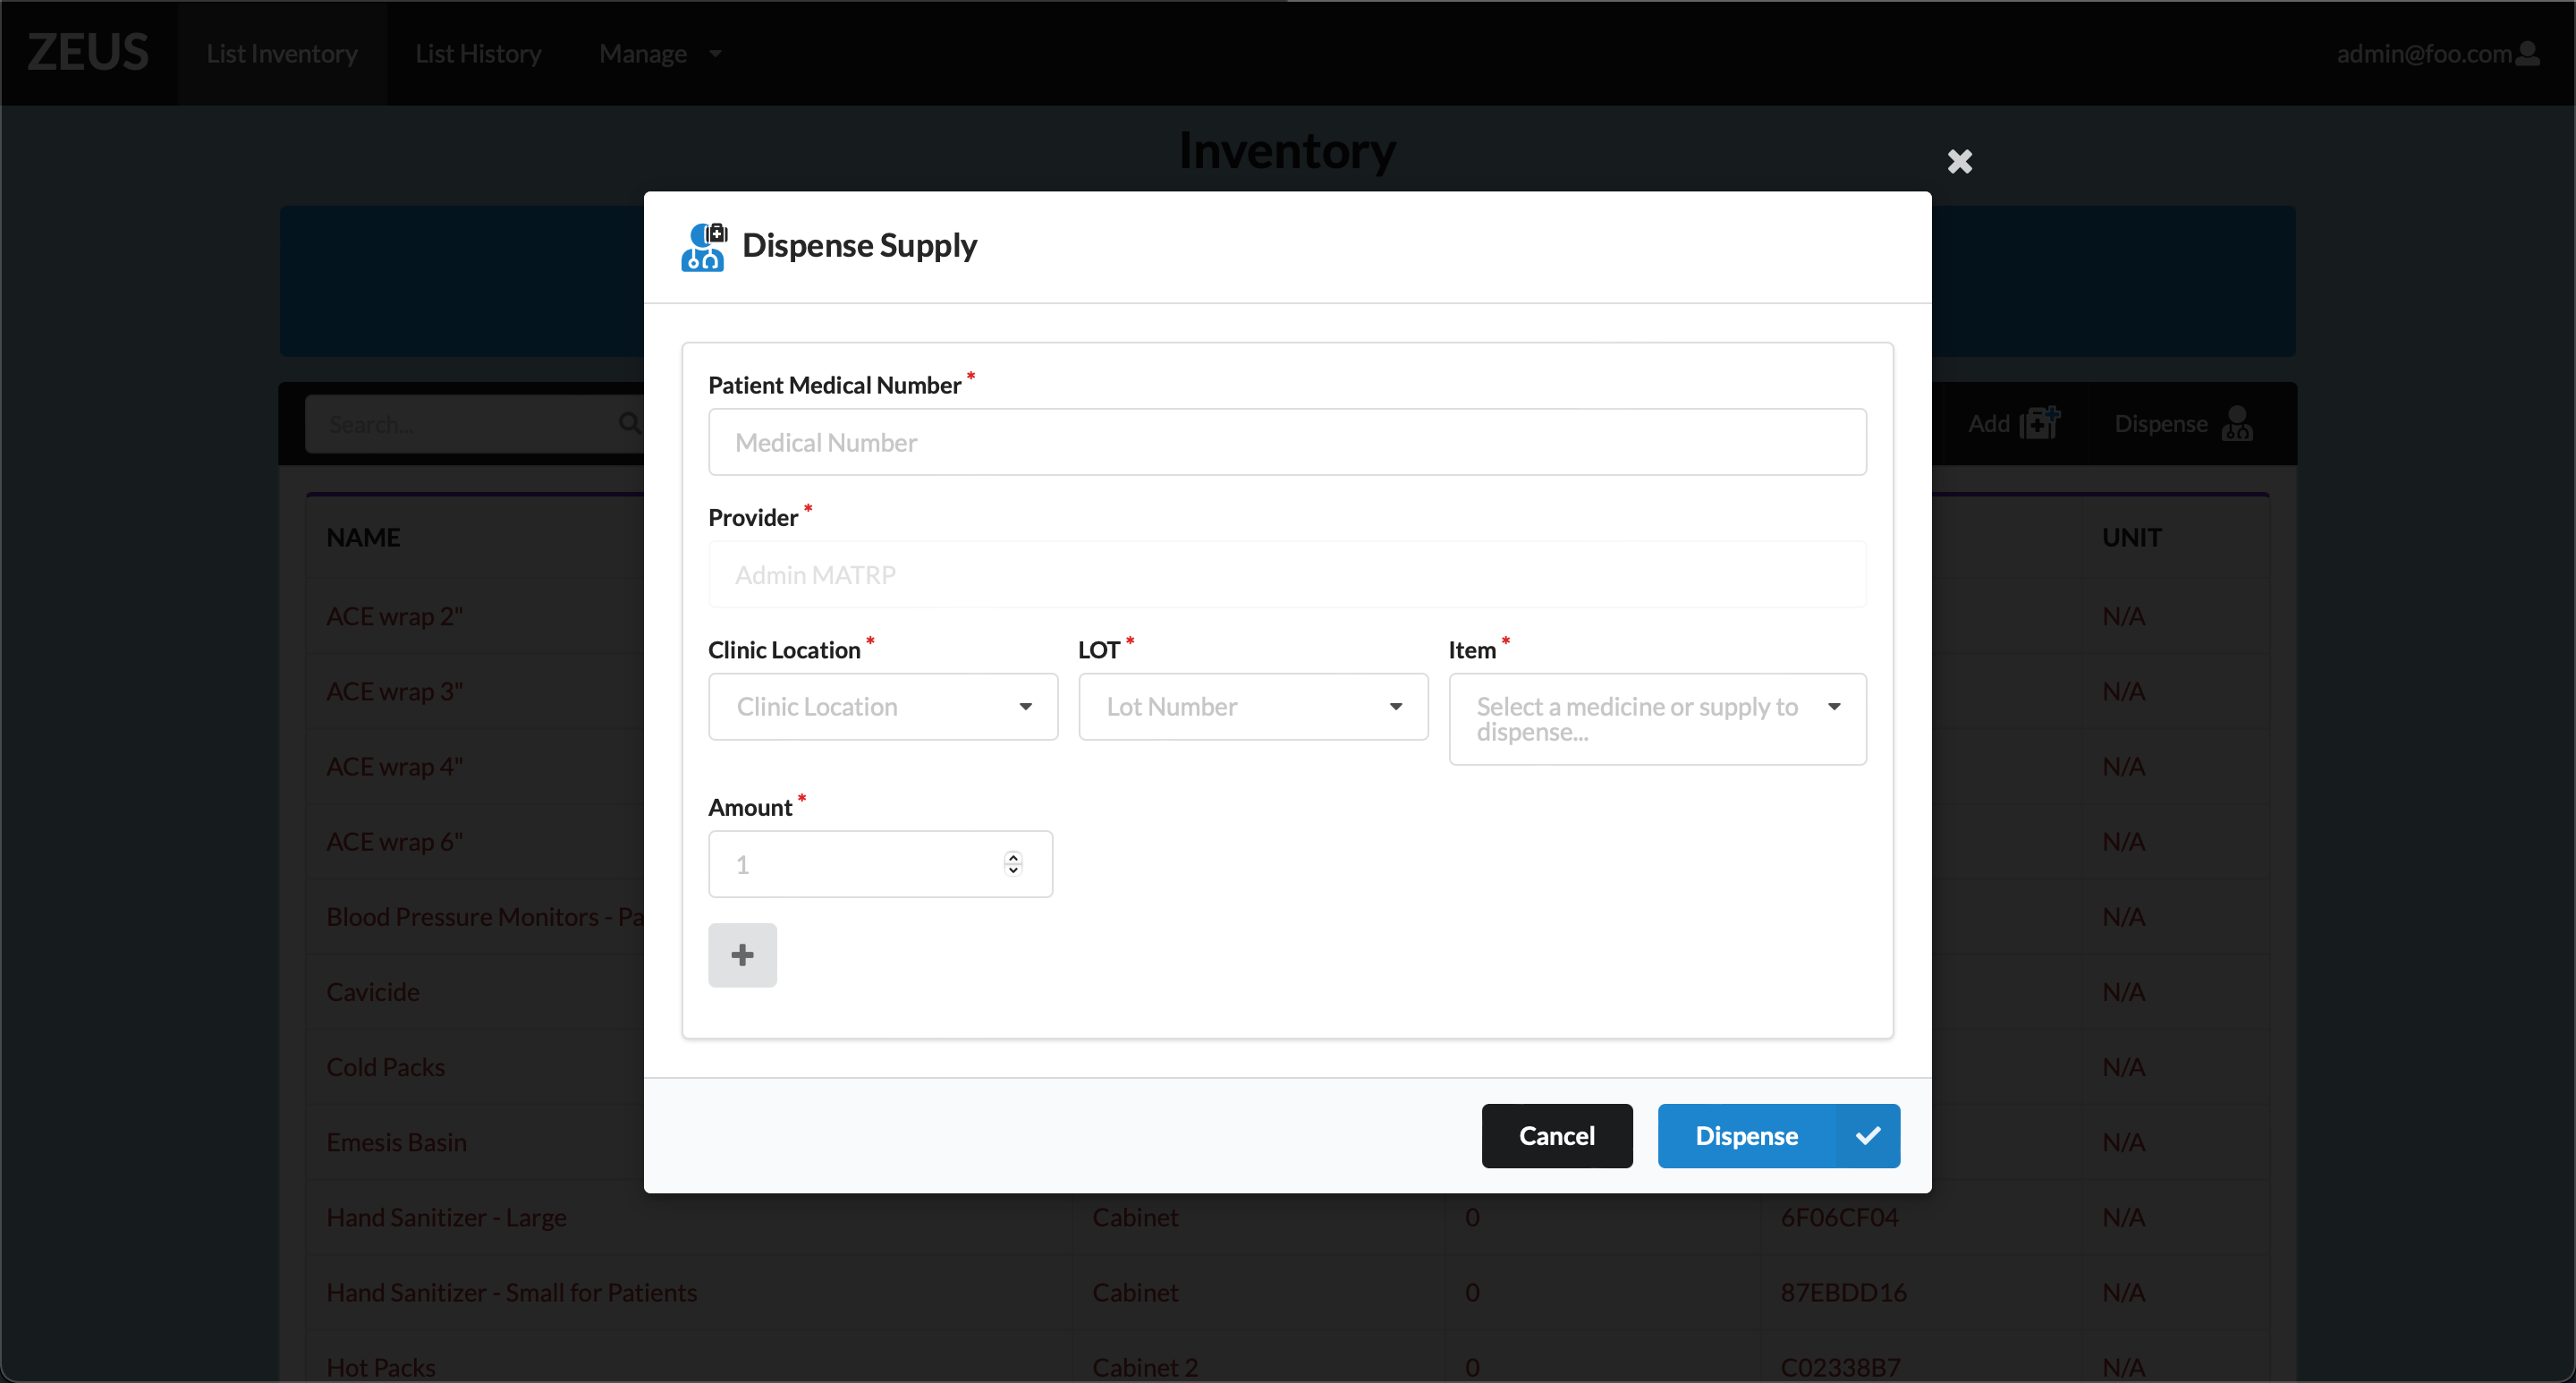 ZEUS List Inventory List History Manage admin@foo.com
Inventory
Dispense Supply
Search... Add Dispense
Patient Medical Number *
Medical Number
Provider *
Admin MATRP
Clinic Location * LOT * Item *
Clinic Location Lot Number Select a medicine or supply to
dispense...
Amount *
1
Cancel Dispense
NAME UNIT
ACE wrap 2" N/A
ACE wrap 3" N/A
ACE wrap 4" N/A
ACE wrap 6" N/A
Blood Pressure Monitors - Pa N/A
Cavicide N/A
Cold Packs N/A
Emesis Basin N/A
Hand Sanitizer - Large Cabinet 0 6F06CF04 N/A
Hand Sanitizer - Small for Patients Cabinet 0 87EBDD16 N/A
Hot Packs Cabinet 2 0 C02338B7 N/A